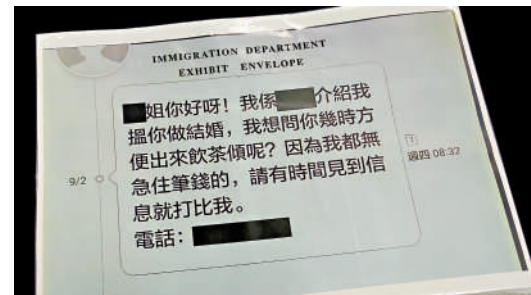 IMMIGRATION DEPARTMENT
EXHIBIT ENVELOPE
姐你好呀！我係介紹我
搵你做結婚，我想問你幾時方
便出來飲茶傾呢？因為我都無
急住筆錢的，請有時間見到信
息就打比我。
電話：
9/2
週四 08:32